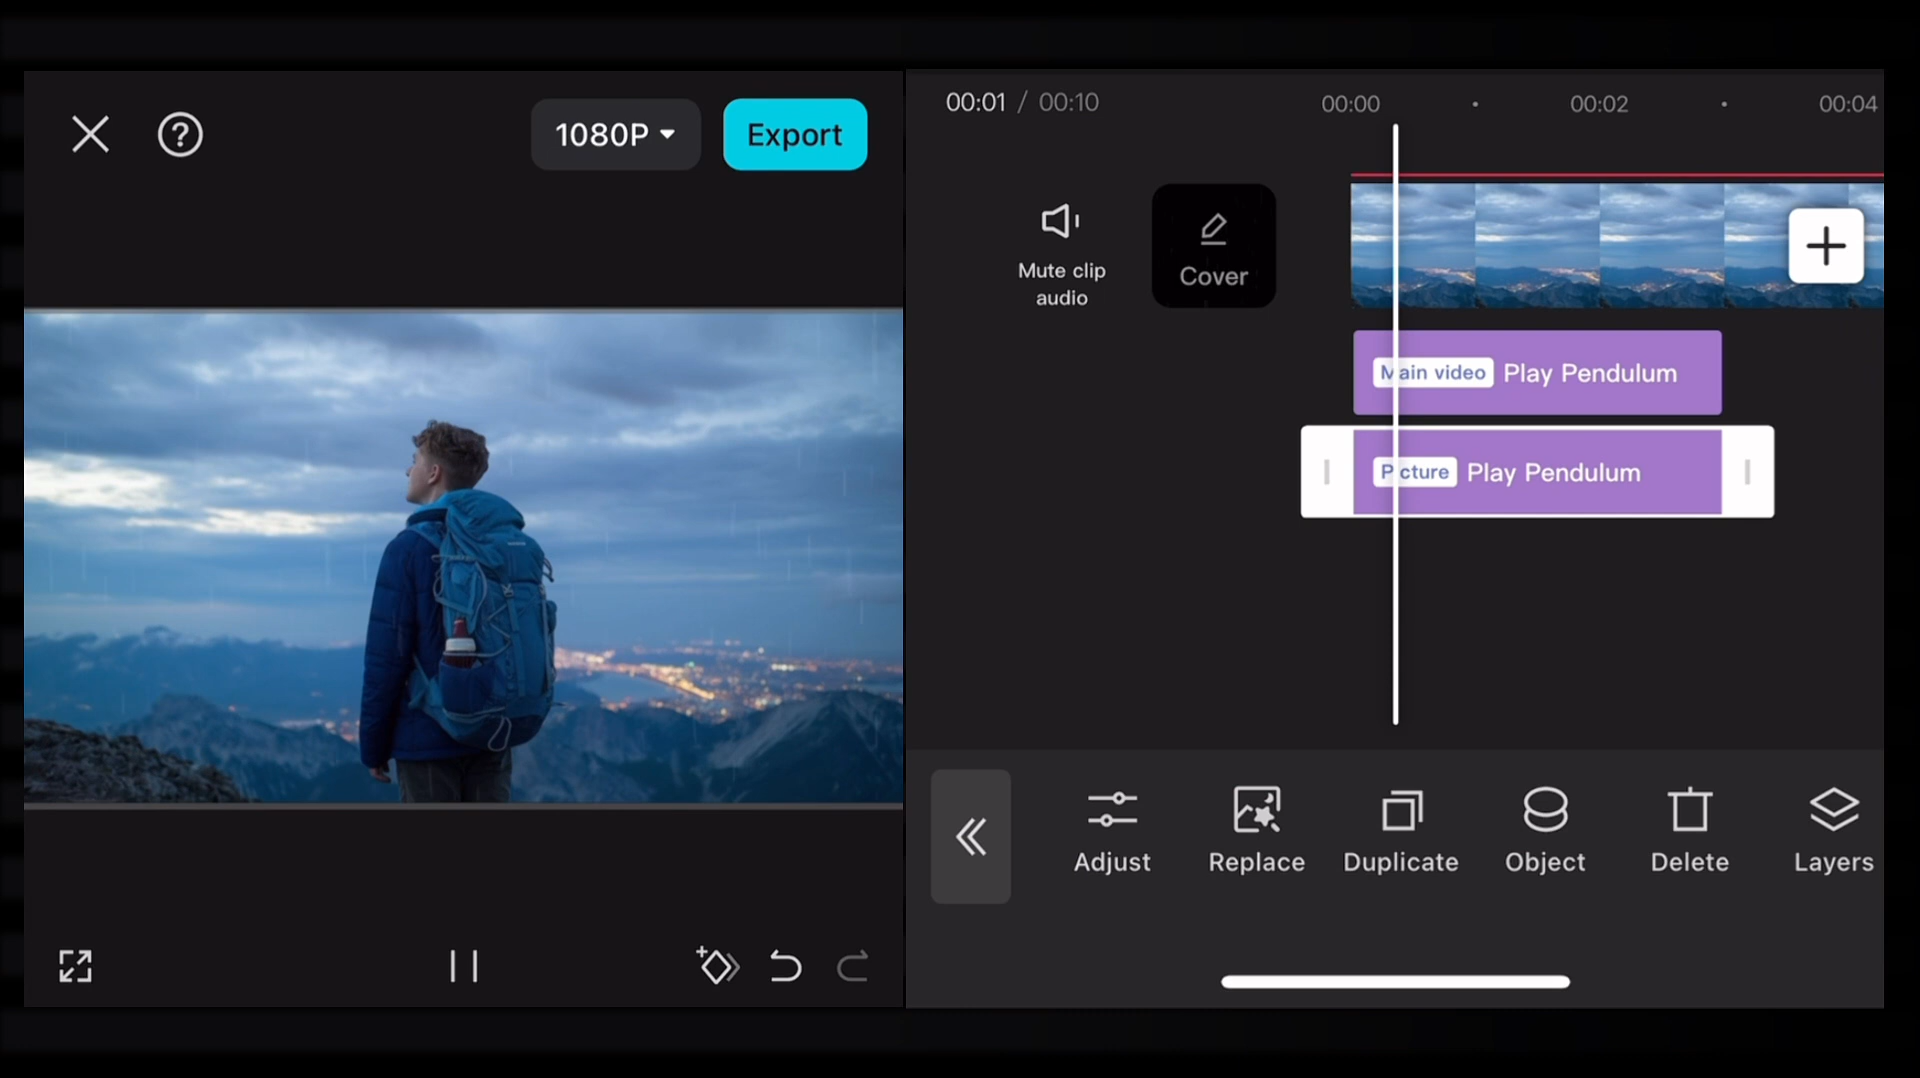 1080P
Export
00:01 / 00:10
00:00
00:02
00:04
Mute clip
audio
Cover
Main video Play Pendulum
Picture Play Pendulum
Adjust
Replace
Duplicate
Object
Delete
Layers